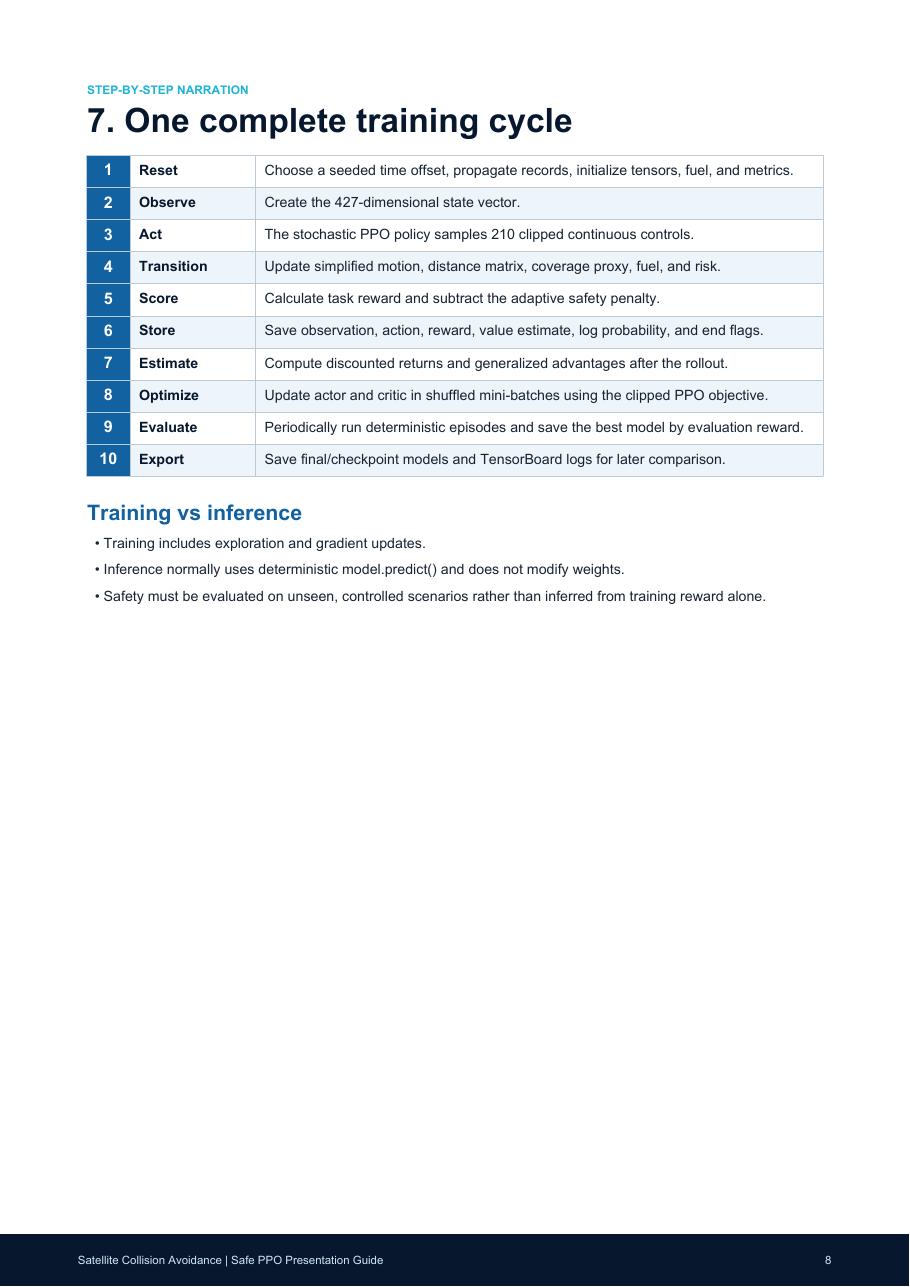 STEP-BY-STEP NARRATION
7. One complete training cycle
1 Reset Choose a seeded time offset, propagate records, initialize tensors, fuel, and metrics.
2 Observe Create the 427-dimensional state vector.
3 Act The stochastic PPO policy samples 210 clipped continuous controls.
4 Transition Update simplified motion, distance matrix, coverage proxy, fuel, and risk.
5 Score Calculate task reward and subtract the adaptive safety penalty.
6 Store Save observation, action, reward, value estimate, log probability, and end flags.
7 Estimate Compute discounted returns and generalized advantages after the rollout.
8 Optimize Update actor and critic in shuffled mini-batches using the clipped PPO objective.
9 Evaluate Periodically run deterministic episodes and save the best model by evaluation reward.
10 Export Save final/checkpoint models and TensorBoard logs for later comparison.
Training vs inference
• Training includes exploration and gradient updates.
• Inference normally uses deterministic model.predict() and does not modify weights.
• Safety must be evaluated on unseen, controlled scenarios rather than inferred from training reward alone.
Satellite Collision Avoidance | Safe PPO Presentation Guide 8